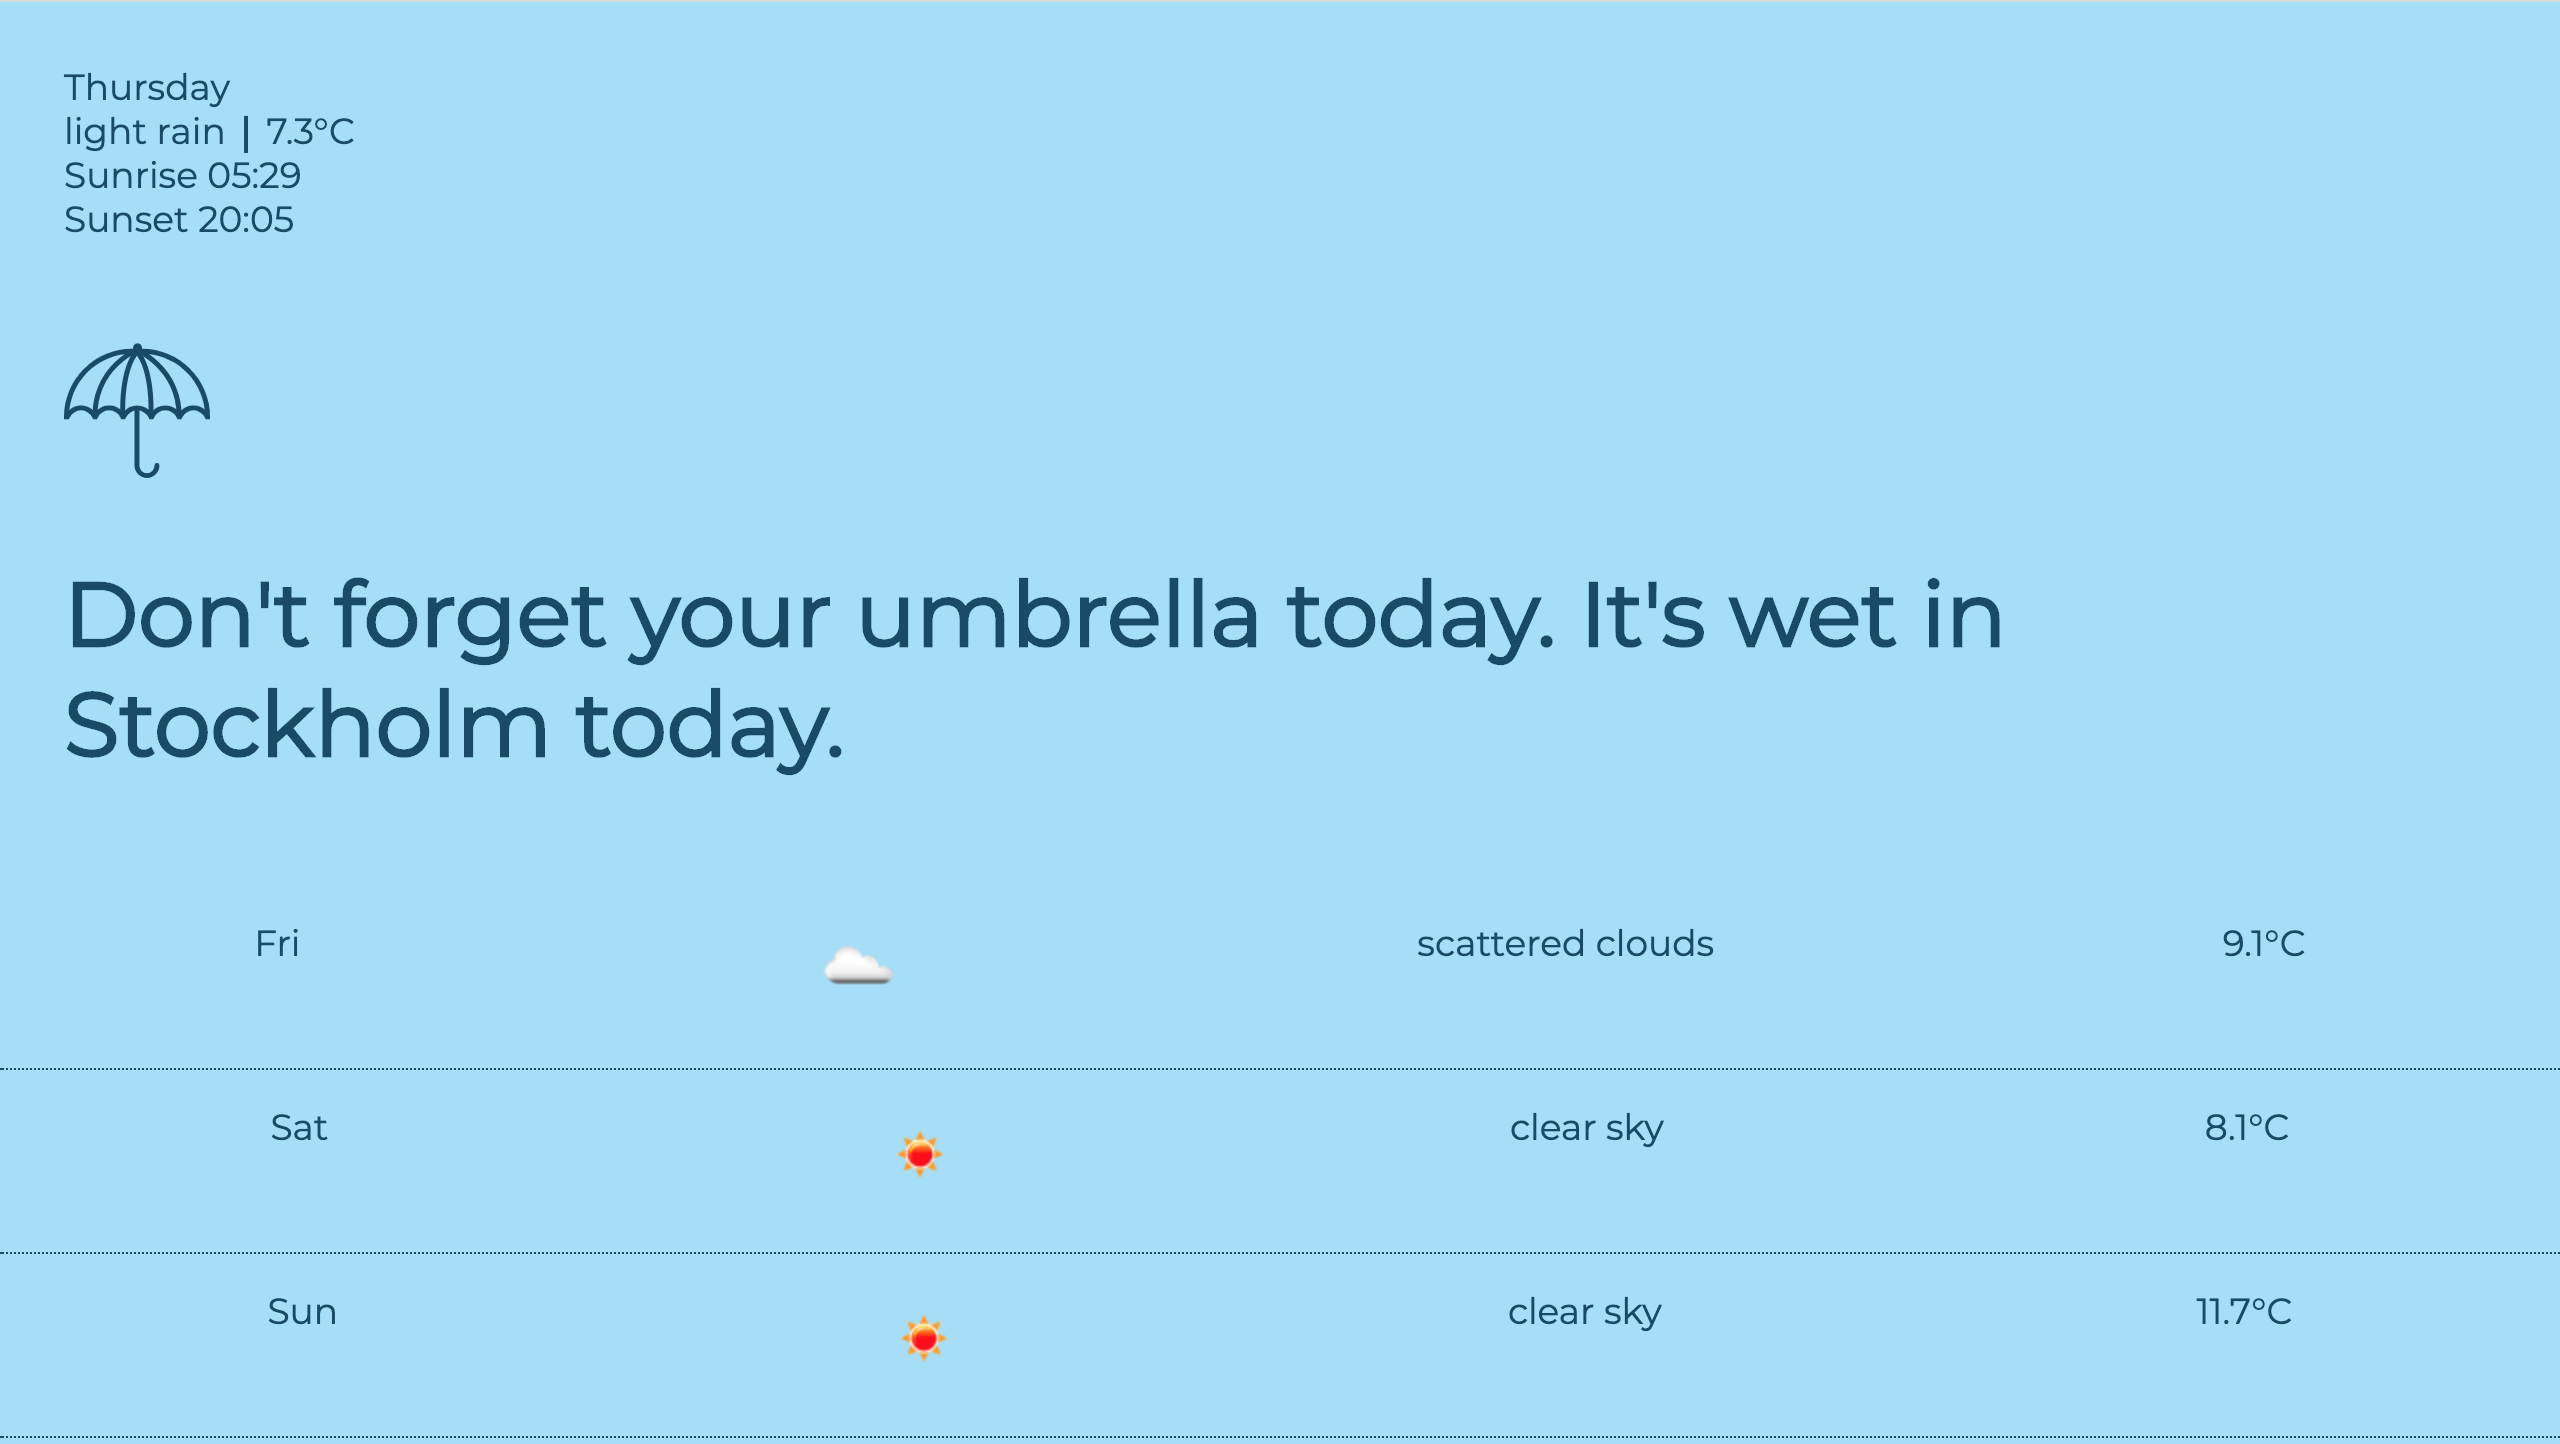 Thursday
light rain | 7.3°C
Sunrise 05:29
Sunset 20:05
Don't forget your umbrella today. It's wet in
Stockholm today.
Fri scattered clouds 9.1°C
Sat clear sky 8.1°C
Sun clear sky 11.7°C